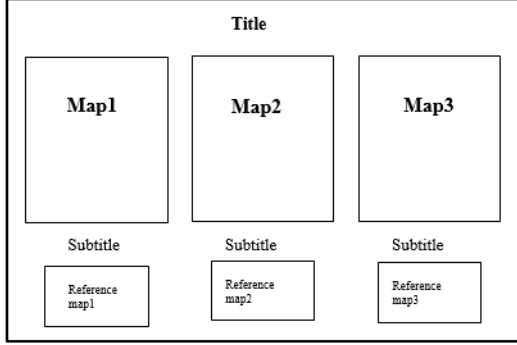 Title
Map1
Map2
Map3
Subtitle
Subtitle
Subtitle
Reference
map1
Reference
map2
Reference
map3